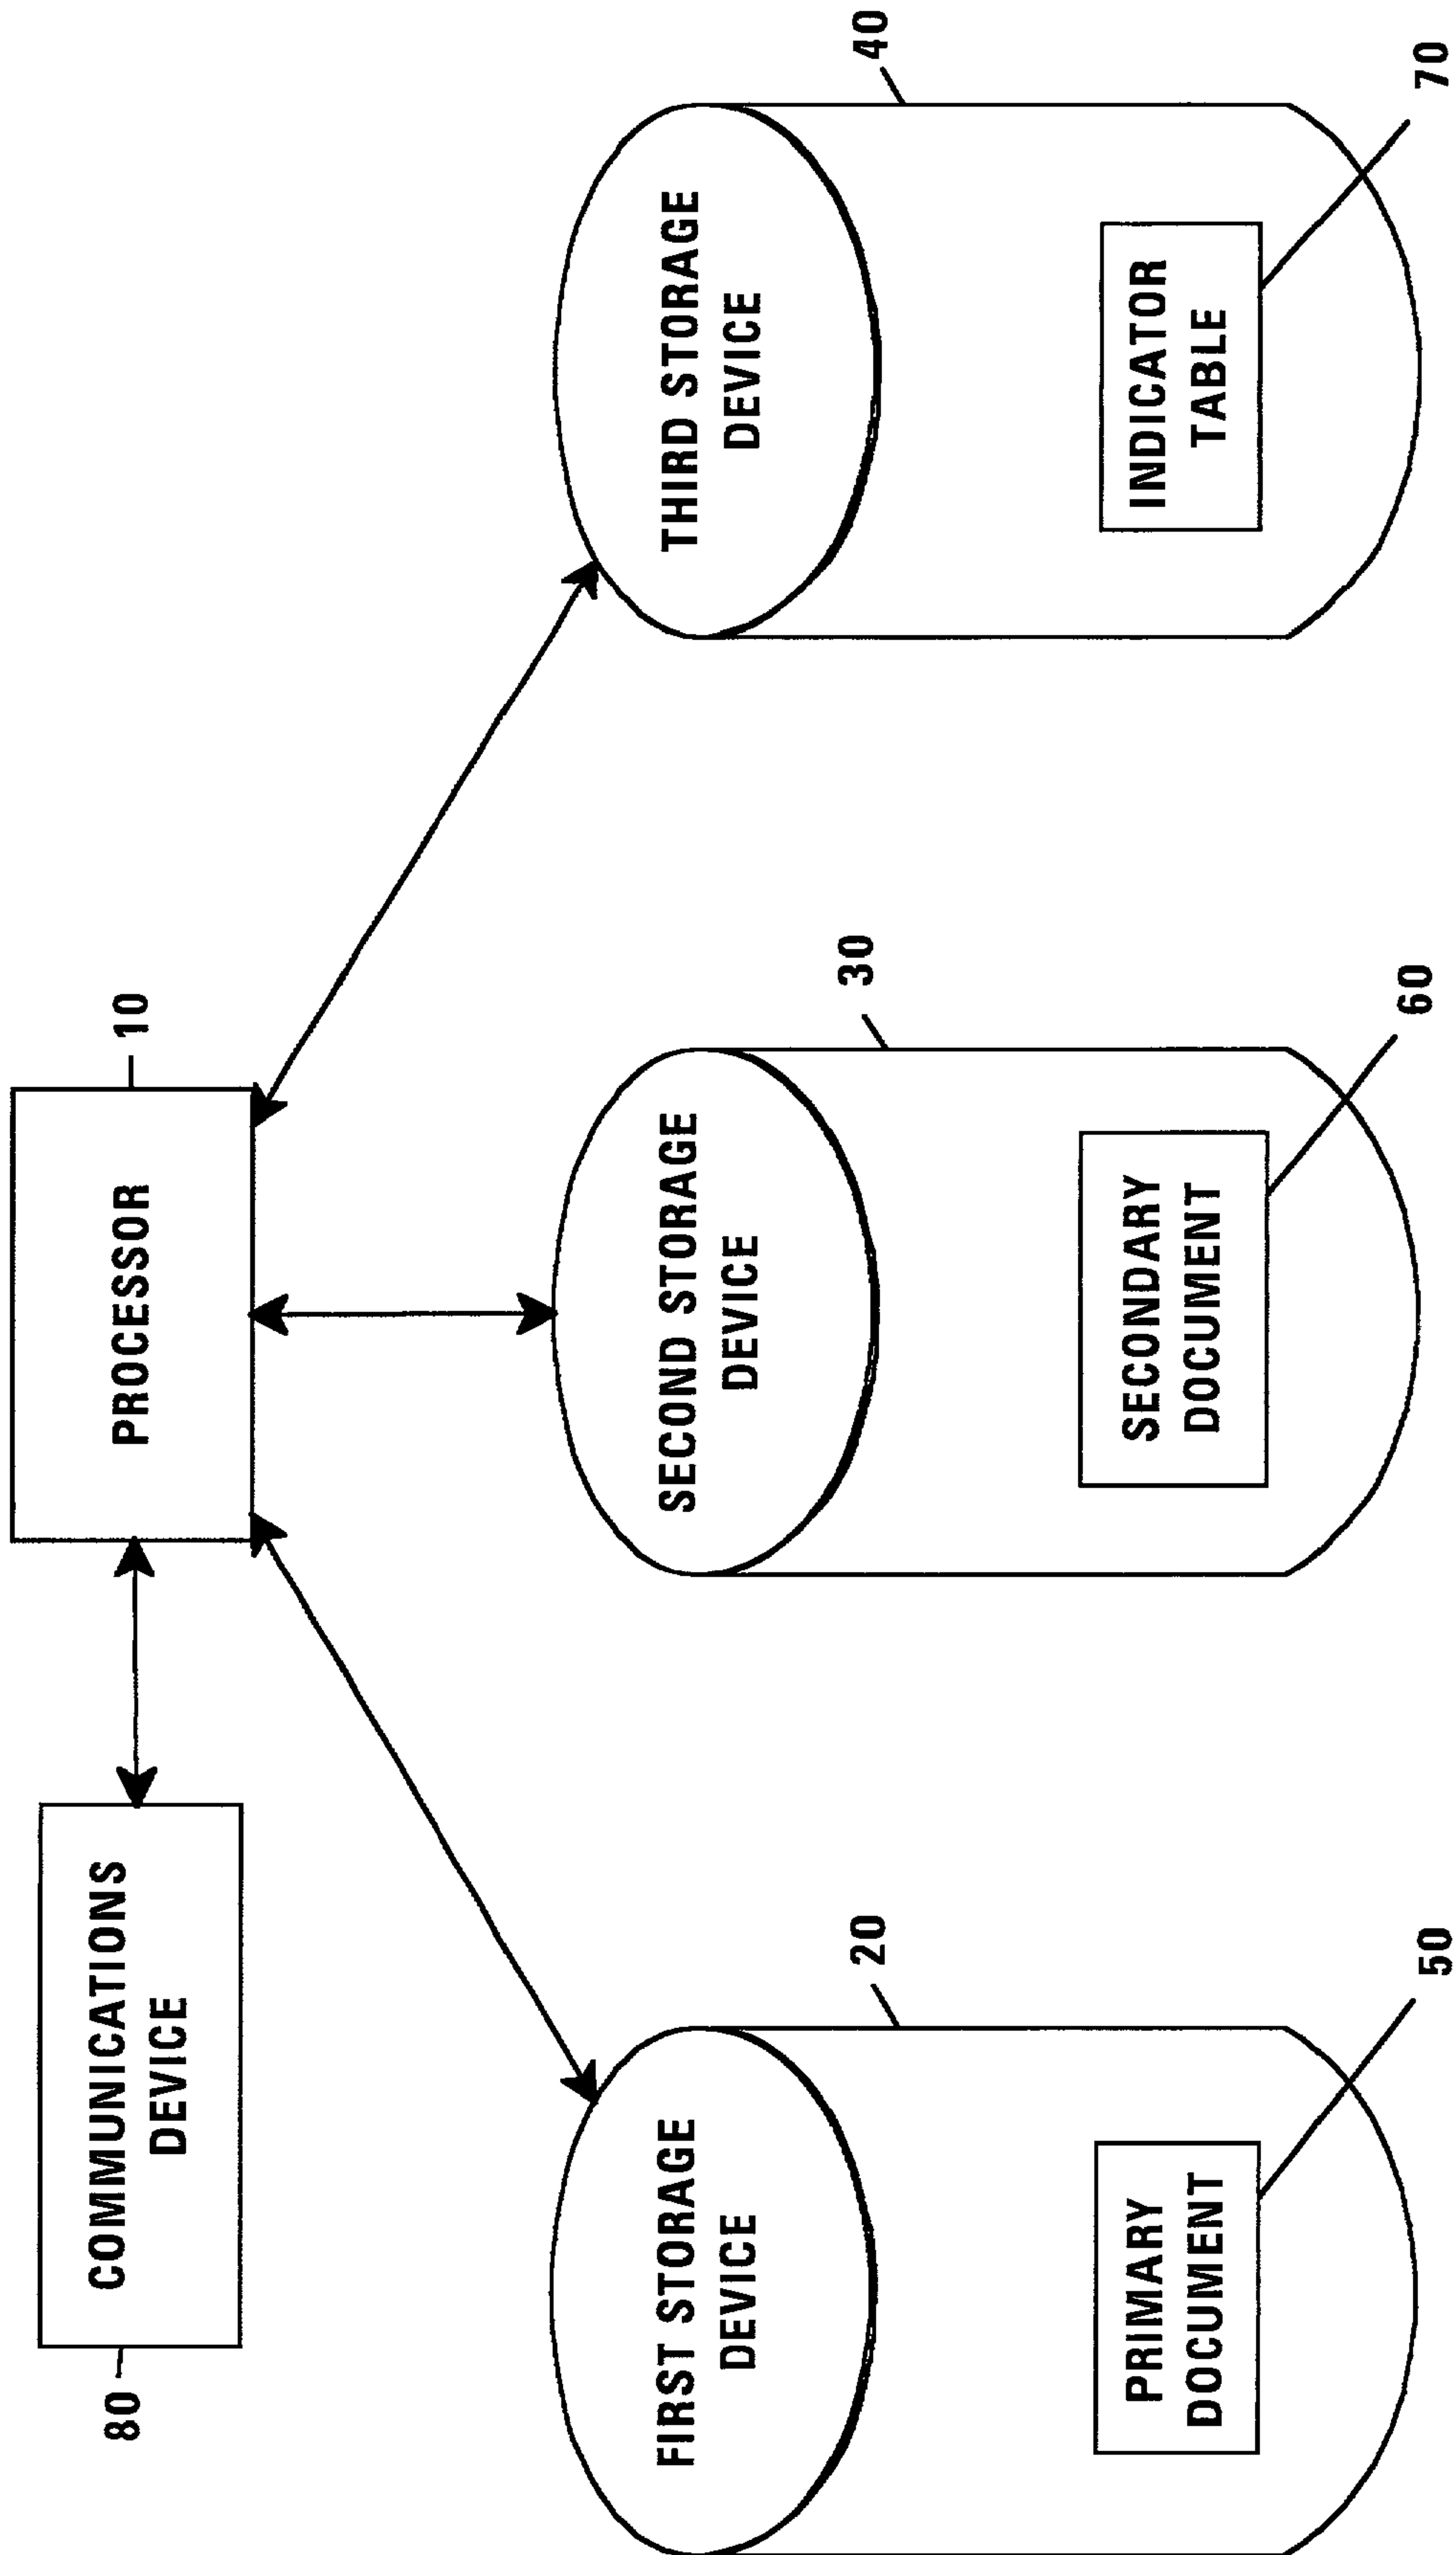 80
COMMUNICATIONS
DEVICE
PROCESSOR
10
FIRST STORAGE
DEVICE
20
PRIMARY
DOCUMENT
50
SECOND STORAGE
DEVICE
30
SECONDARY
DOCUMENT
60
THIRD STORAGE
DEVICE
40
INDICATOR
TABLE
70